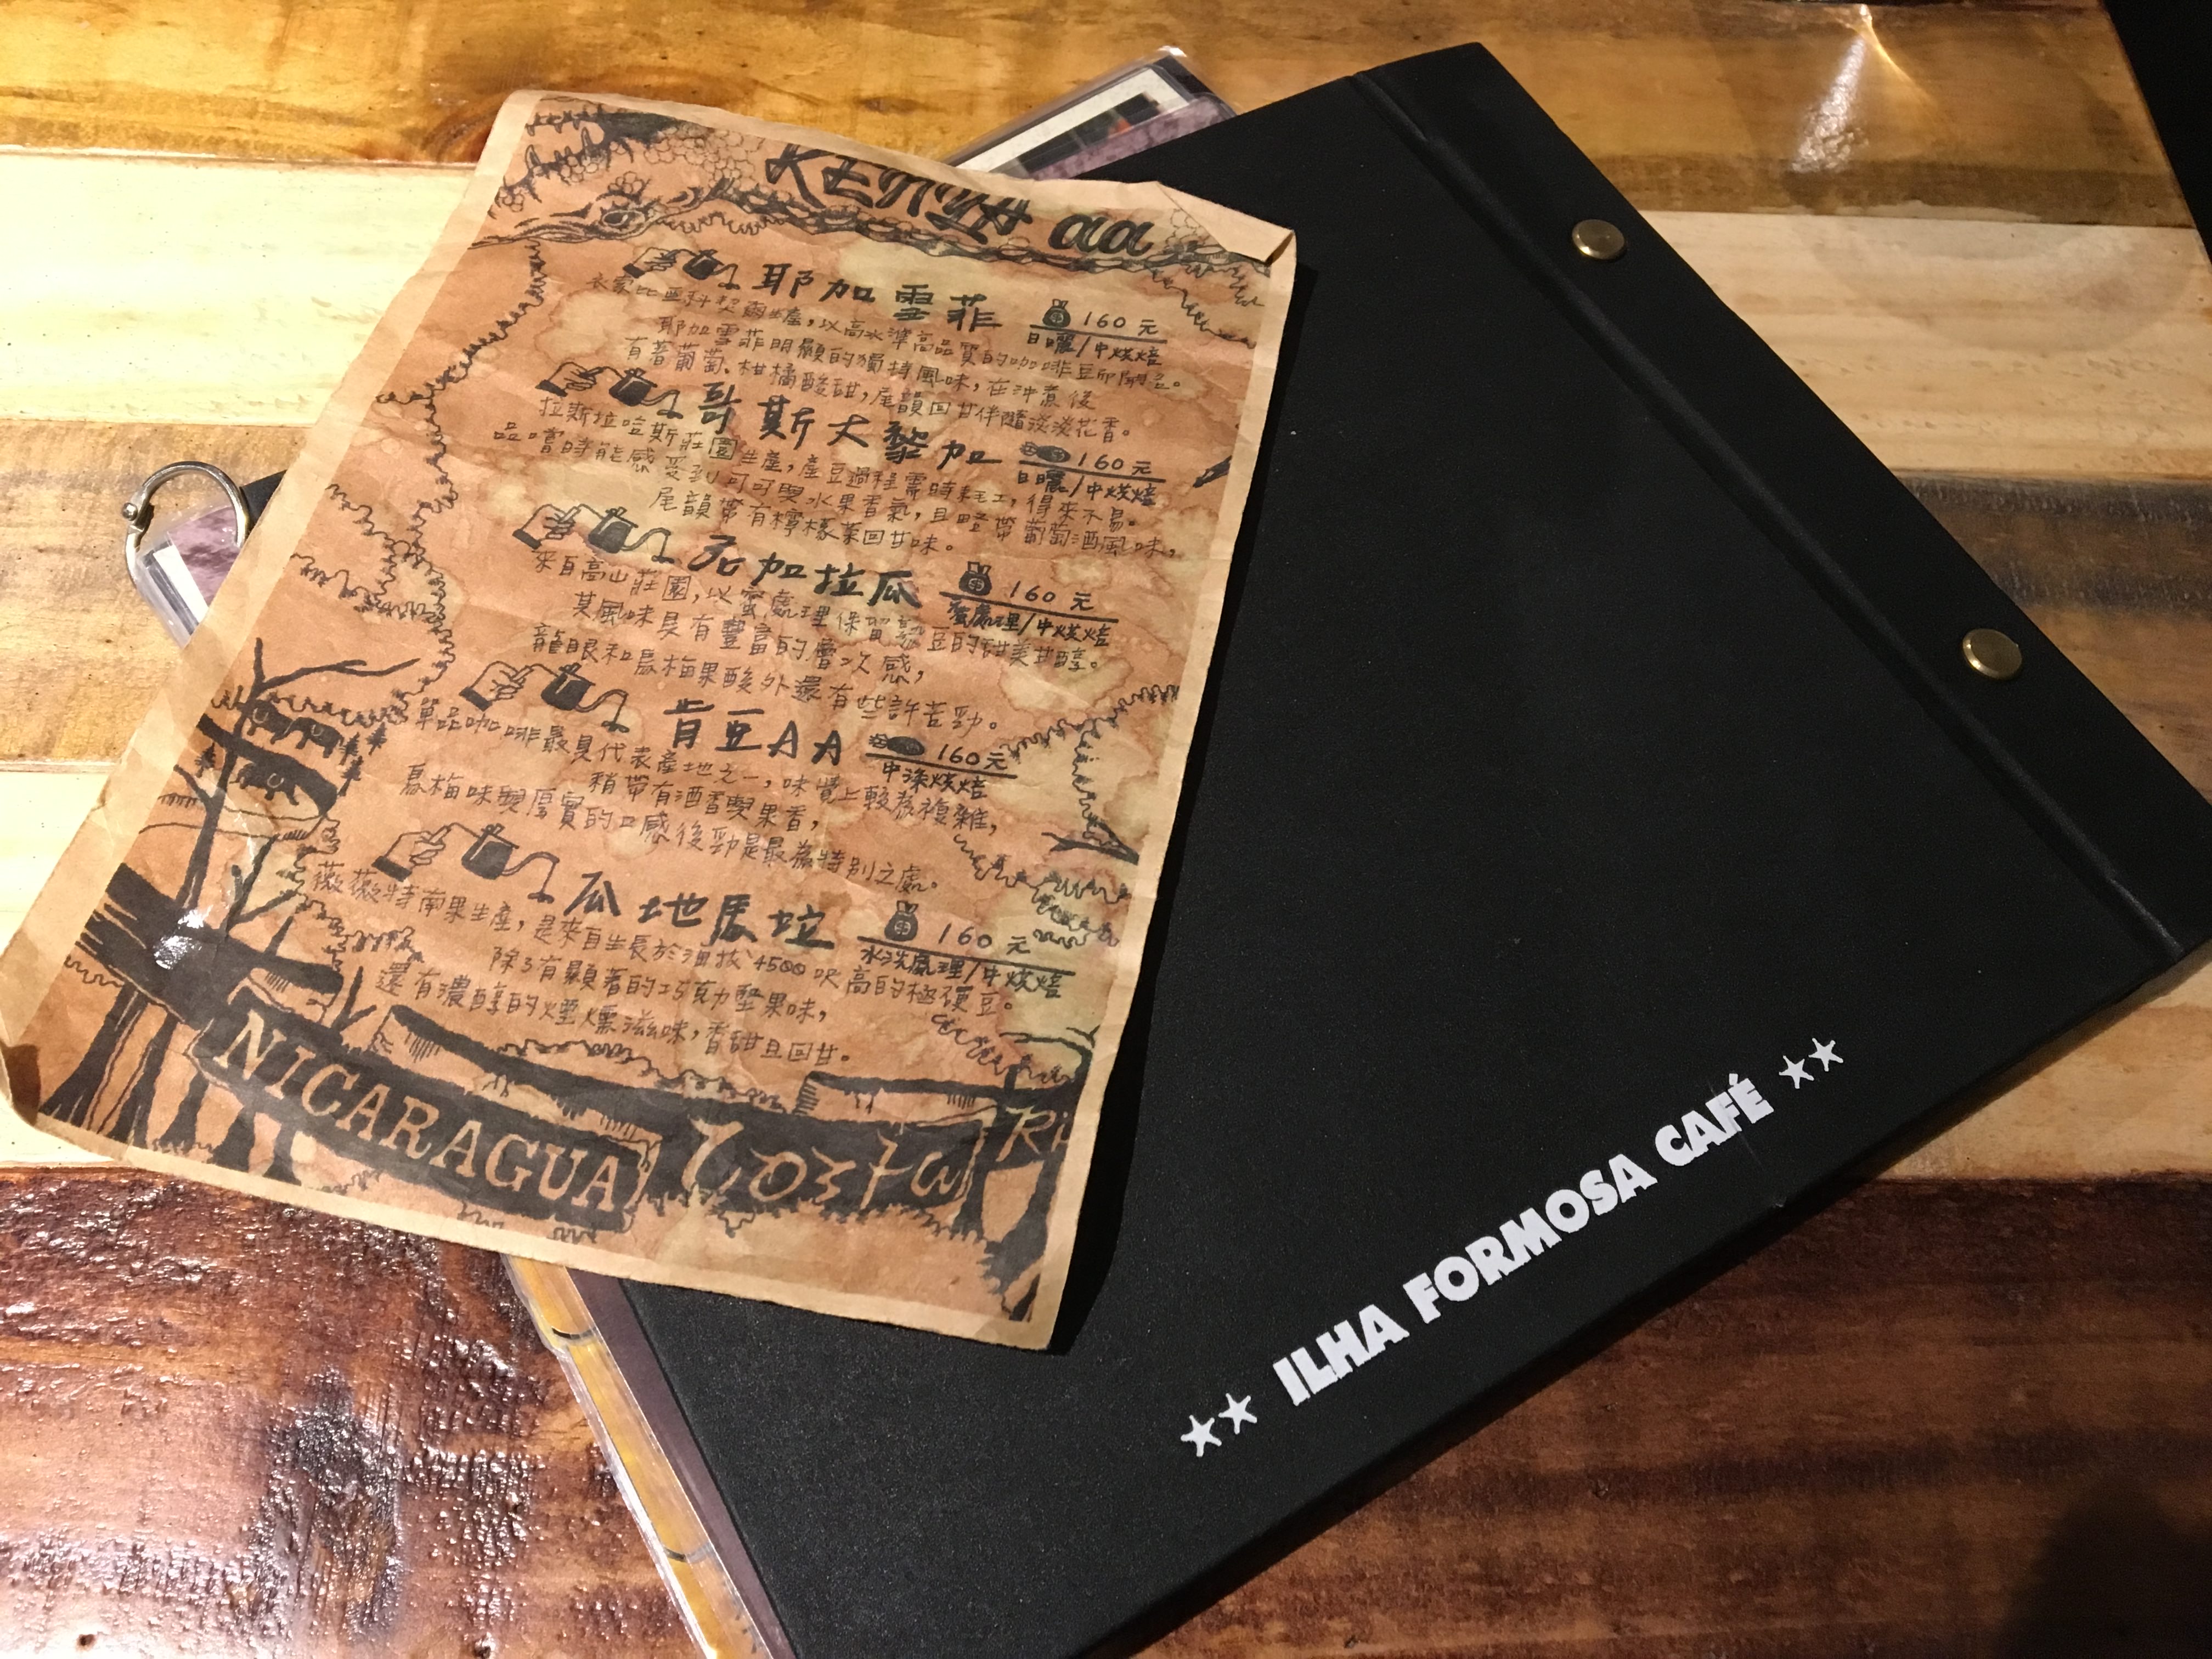 KENYA aa
耶加雪菲 160元
日曬/中烘焙
衣索比亞科契爾生產,以高水準高品質的咖啡豆而聞名。
耶加雪菲明顯的獨特風味,在沖煮後
有著葡萄、柑橘酸甜,尾韻回甘伴隨淡淡花香。
哥斯大黎加 160元
日曬/中烘焙
拉斯拉哈斯莊園生產,產豆過程需時耗工,得來不易。
品嚐時能感受到可可與水果香氣,且略帶葡萄酒風味,
尾韻帶有檸檬茶回甘味。
尼加拉瓜 160元
蜜處理/中烘焙
來自高山莊園,以蜜處理保留熟豆的甜美甘醇。
其風味具有豐富的層次感,
龍眼和烏梅果酸外還有些許苦勁。
肯亞AA 160元
中深烘焙
單品咖啡最具代表產地之一,味覺上較為複雜,
稍帶有酒香與果香,
烏梅味與厚實的口感後勁是最為特別之處。
瓜地馬拉 160元
水洗處理/中烘焙
薇薇特南果生產,是來自生長於海拔4500呎高的極硬豆。
除了有顯著的巧克力堅果味,
還有濃醇的煙燻滋味,香甜且回甘。
NICARAGUA Costa Ri
★★ ILHA FORMOSA CAFÉ ★★